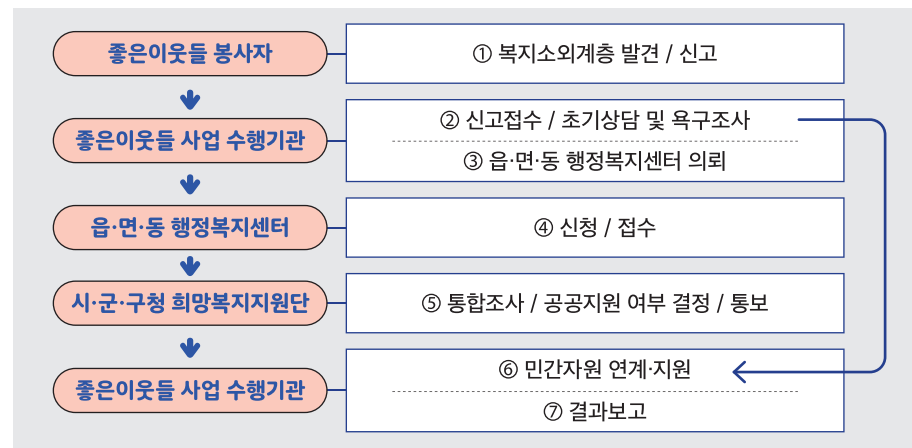 좋은이웃들 봉사자
① 복지소외계층 발견 / 신고
좋은이웃들 사업 수행기관
② 신고접수 / 초기상담 및 욕구조사
③ 읍·면·동 행정복지센터 의뢰
읍·면·동 행정복지센터
④ 신청 / 접수
시·군·구청 희망복지지원단
⑤ 통합조사 / 공공지원 여부 결정 / 통보
좋은이웃들 사업 수행기관
⑥ 민간자원 연계·지원
⑦ 결과보고